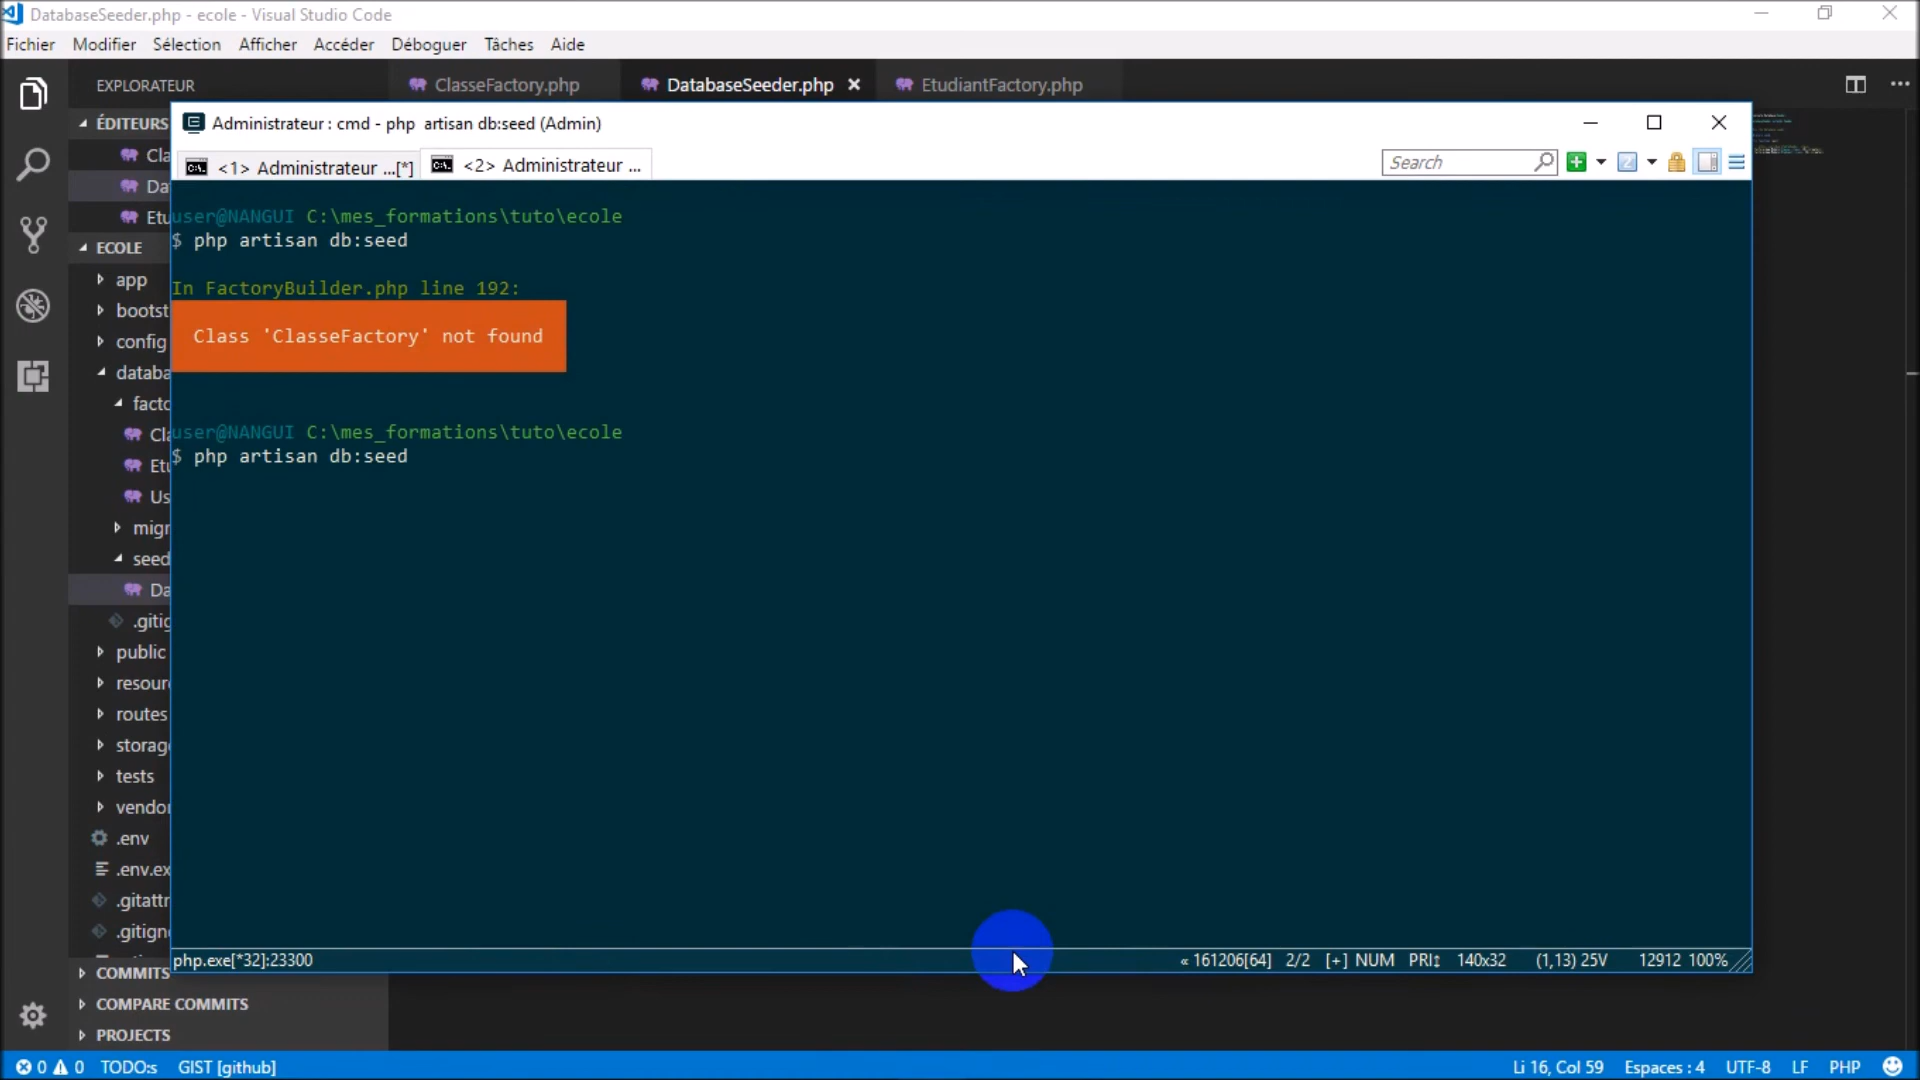 DatabaseSeeder.php - ecole - Visual Studio Code
Fichier Modifier Sélection Afficher Accéder Déboguer Tâches Aide
EXPLORATEUR
ClasseFactory.php DatabaseSeeder.php EtudiantFactory.php
ÉDITEURS
Administrateur : cmd - php artisan db:seed (Admin)
Cla
<1> Administrateur ...[*] <2> Administrateur ...
Search
Da
Etu
user@NANGUI C:\mes_formations\tuto\ecole
$ php artisan db:seed
ECOLE
app
In FactoryBuilder.php line 192:
bootst
Class 'ClasseFactory' not found
config
databa
facto
Cla
user@NANGUI C:\mes_formations\tuto\ecole
$ php artisan db:seed
Etu
Us
migr
seed
Da
.gitig
public
resour
routes
storag
tests
vendor
.env
.env.ex
.gitattr
.gitign
php.exe[*32]:23300 « 161206[64] 2/2 [+] NUM PRI↕ 140x32 (1,13) 25V 12912 100%
COMMITS
COMPARE COMMITS
PROJECTS
0 0 TODO:s GIST [github] Li 16, Col 59 Espaces : 4 UTF-8 LF PHP